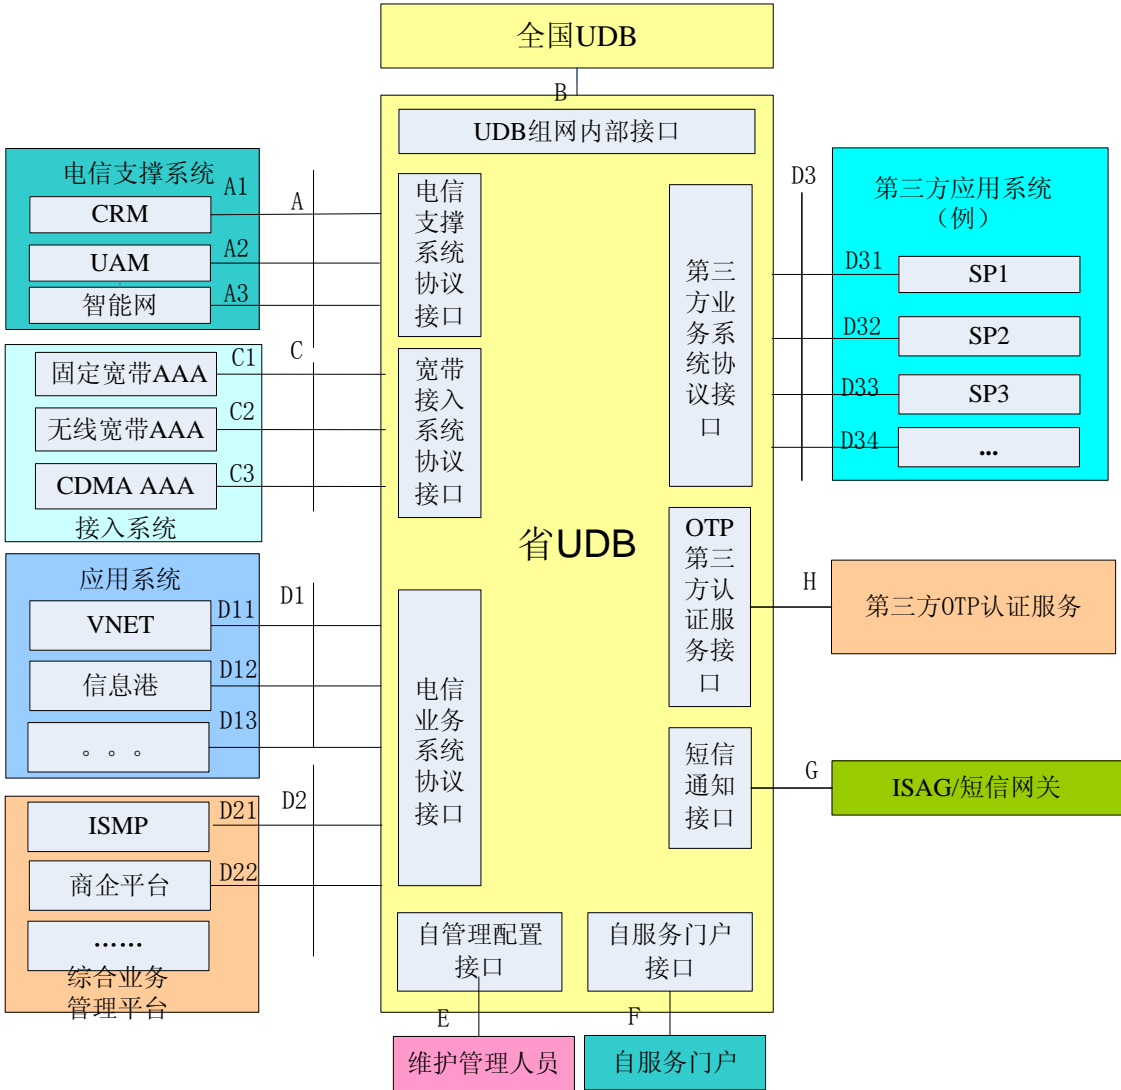 全国UDB
B
UDB组网内部接口
电信支撑系统
A1
CRM
A2
UAM
A3
智能网
A
电信
支撑
系统
协议
接口
C1
固定宽带AAA
C2
无线宽带AAA
C3
CDMA AAA
接入系统
C
宽带
接入
系统
协议
接口
应用系统
D11
VNET
D12
信息港
D13
。。。
D1
D21
ISMP
D22
商企平台
……
综合业务
管理平台
D2
电信
业务
系统
协议
接口
省UDB
第三
方业
务系
统协
议接
口
D3
第三方应用系统
（例）
D31
SP1
D32
SP2
D33
SP3
D34
...
OTP
第三
方认
证服
务接
口
H
第三方OTP认证服务
短信
通知
接口
G
ISAG/短信网关
自管理配置
接口
自服务门户
接口
E
F
维护管理人员
自服务门户